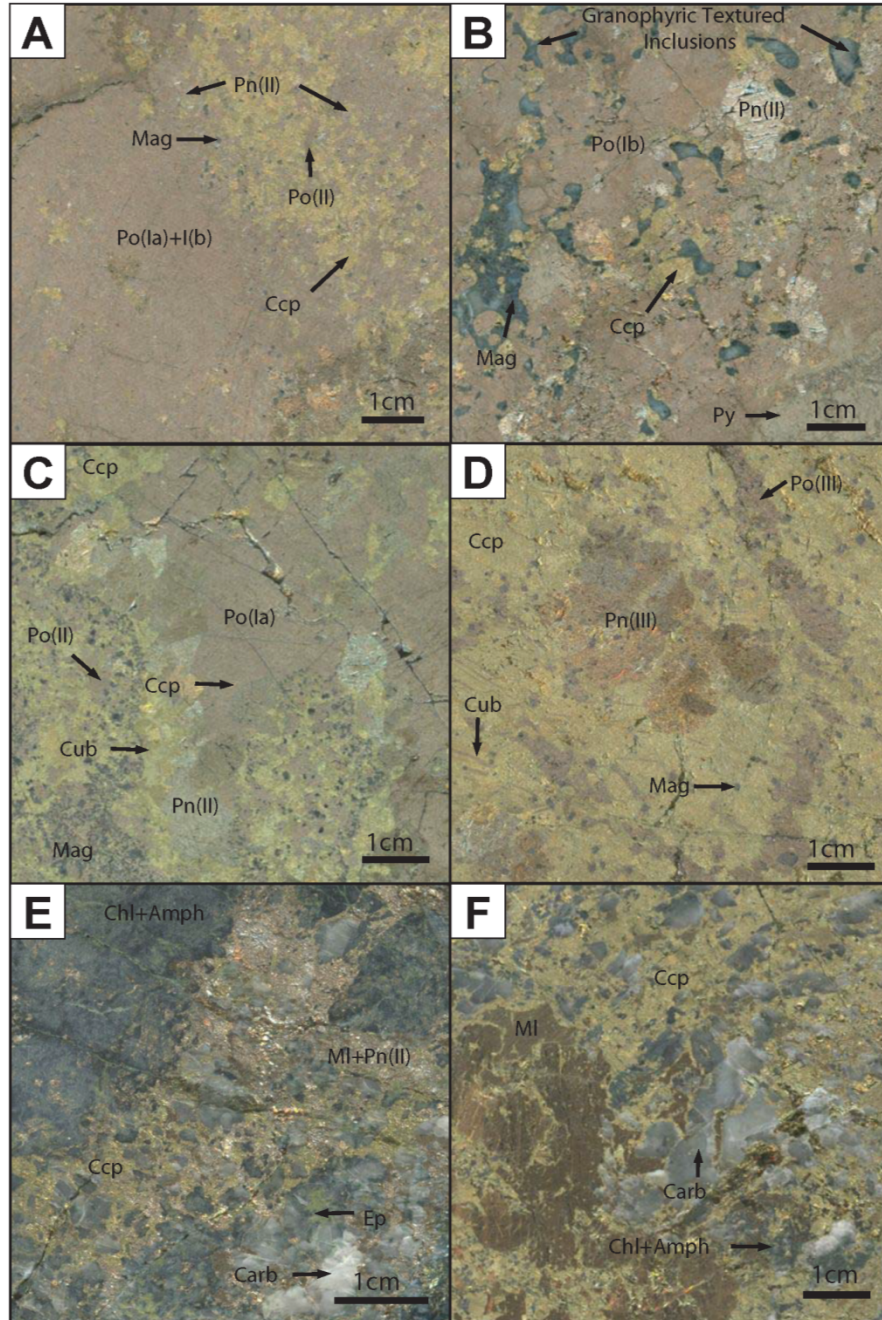 A
Pn(II)
Mag
Po(II)
Po(Ia)+I(b)
Ccp
1cm
B
Granophyric Textured
Inclusions
Pn(II)
Po(Ib)
Ccp
Mag
Py
1cm
C
Ccp
Po(Ia)
Po(II)
Ccp
Cub
Pn(II)
Mag
1cm
D
Po(III)
Ccp
Pn(III)
Cub
Mag
1cm
E
Chl+Amph
Ml+Pn(II)
Ccp
Ep
Carb
1cm
F
Ccp
Ml
Carb
Chl+Amph
1cm